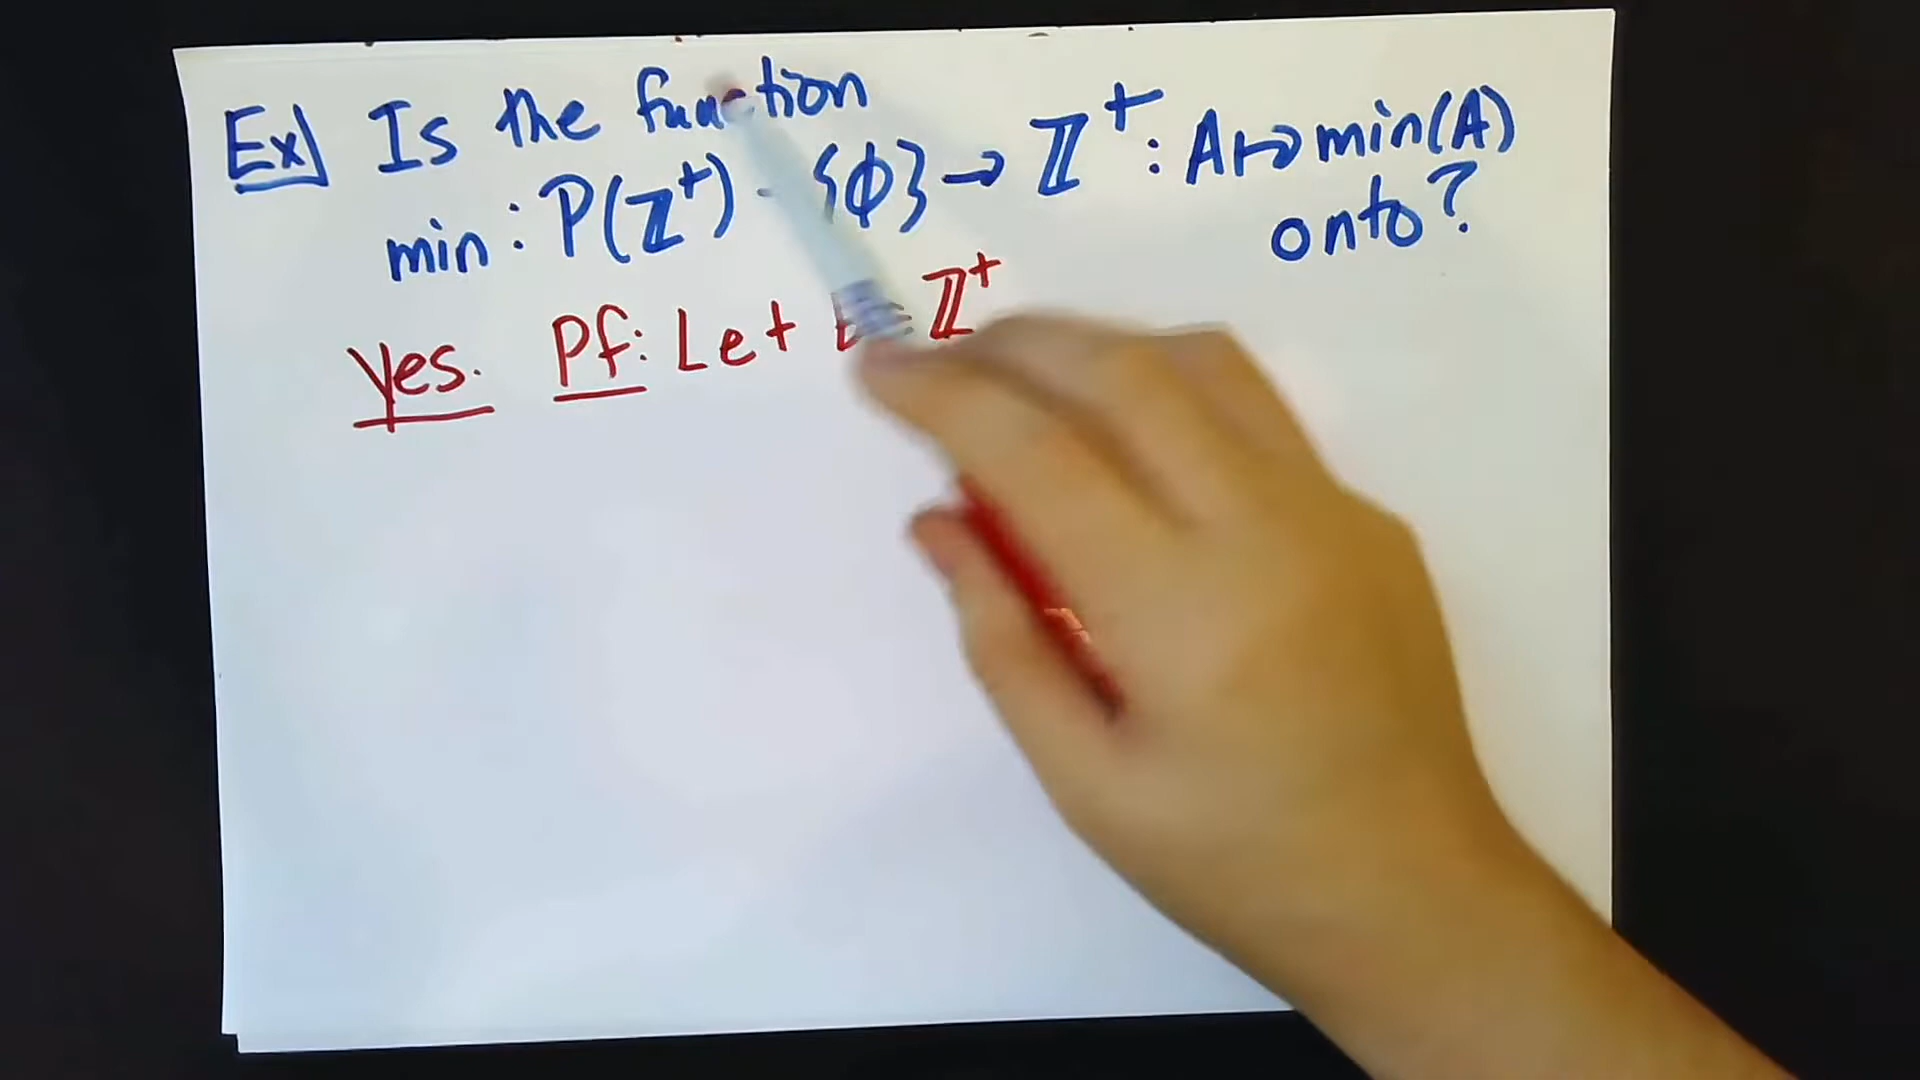 Ex] Is the function
min : P(ℤ⁺) - {ϕ} → ℤ⁺ : A ↦ min(A)
onto?
Yes. Pf: Let ℤ⁺